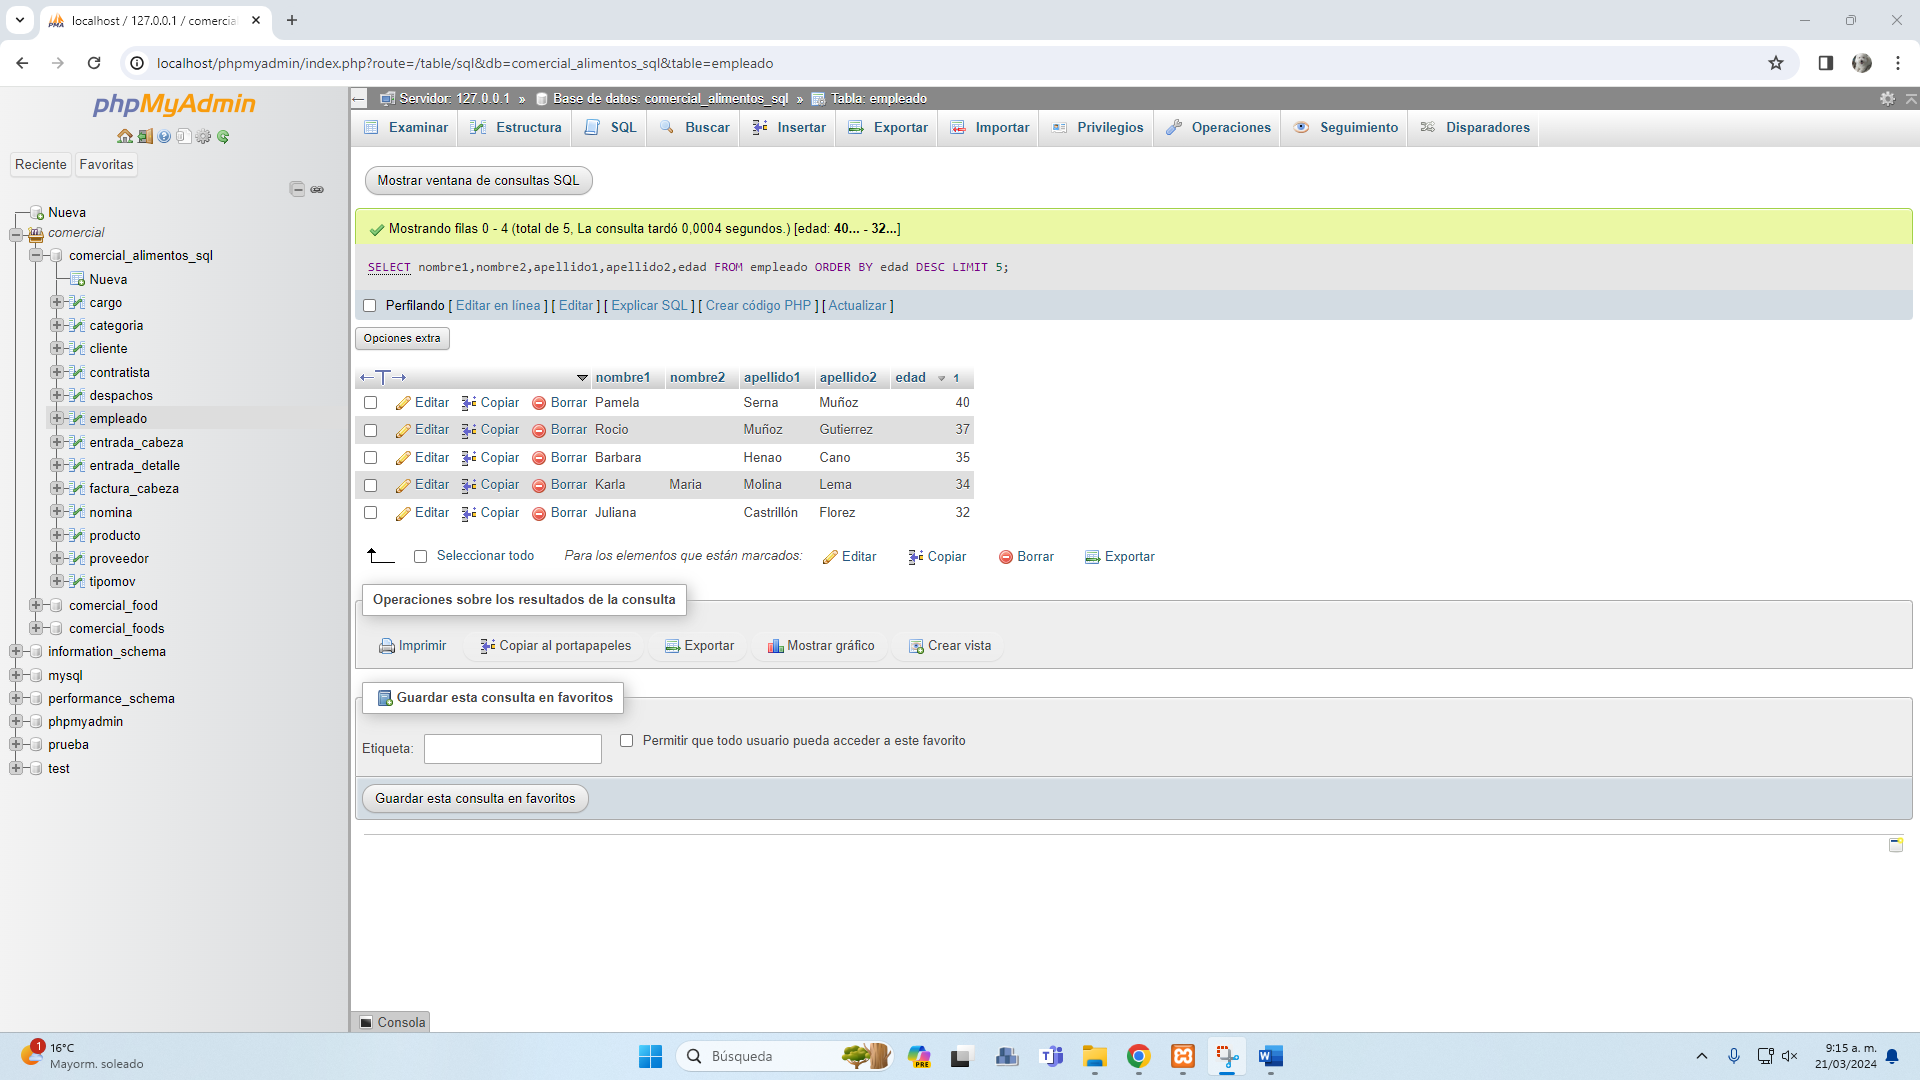 localhost / 127.0.0.1 / comercia
localhost/phpmyadmin/index.php?route=/table/sql&db=comercial_alimentos_sql&table=empleado
phpMyAdmin
Reciente
Favoritas
Nueva
comercial
comercial_alimentos_sql
Nueva
cargo
categoria
cliente
contratista
despachos
empleado
entrada_cabeza
entrada_detalle
factura_cabeza
nomina
producto
proveedor
tipomov
comercial_food
comercial_foods
information_schema
mysql
performance_schema
phpmyadmin
prueba
test
Servidor: 127.0.0.1 » Base de datos: comercial_alimentos_sql » Tabla: empleado
Examinar Estructura SQL Buscar Insertar Exportar Importar Privilegios Operaciones Seguimiento Disparadores
Mostrar ventana de consultas SQL
Mostrando filas 0 - 4 (total de 5, La consulta tardó 0,0004 segundos.) [edad: 40... - 32...]
SELECT nombre1,nombre2,apellido1,apellido2,edad FROM empleado ORDER BY edad DESC LIMIT 5;
Perfilando [ Editar en línea ] [ Editar ] [ Explicar SQL ] [ Crear código PHP ] [ Actualizar ]
Opciones extra
nombre1 nombre2 apellido1 apellido2 edad 1
Editar Copiar Borrar Pamela Serna Muñoz 40
Editar Copiar Borrar Rocio Muñoz Gutierrez 37
Editar Copiar Borrar Barbara Henao Cano 35
Editar Copiar Borrar Karla Maria Molina Lema 34
Editar Copiar Borrar Juliana Castrillón Florez 32
Seleccionar todo Para los elementos que están marcados: Editar Copiar Borrar Exportar
Operaciones sobre los resultados de la consulta
Imprimir Copiar al portapapeles Exportar Mostrar gráfico Crear vista
Guardar esta consulta en favoritos
Etiqueta: Permitir que todo usuario pueda acceder a este favorito
Guardar esta consulta en favoritos
Consola
1
16°C
Mayorm. soleado
Búsqueda
PRE
9:15 a. m.
21/03/2024